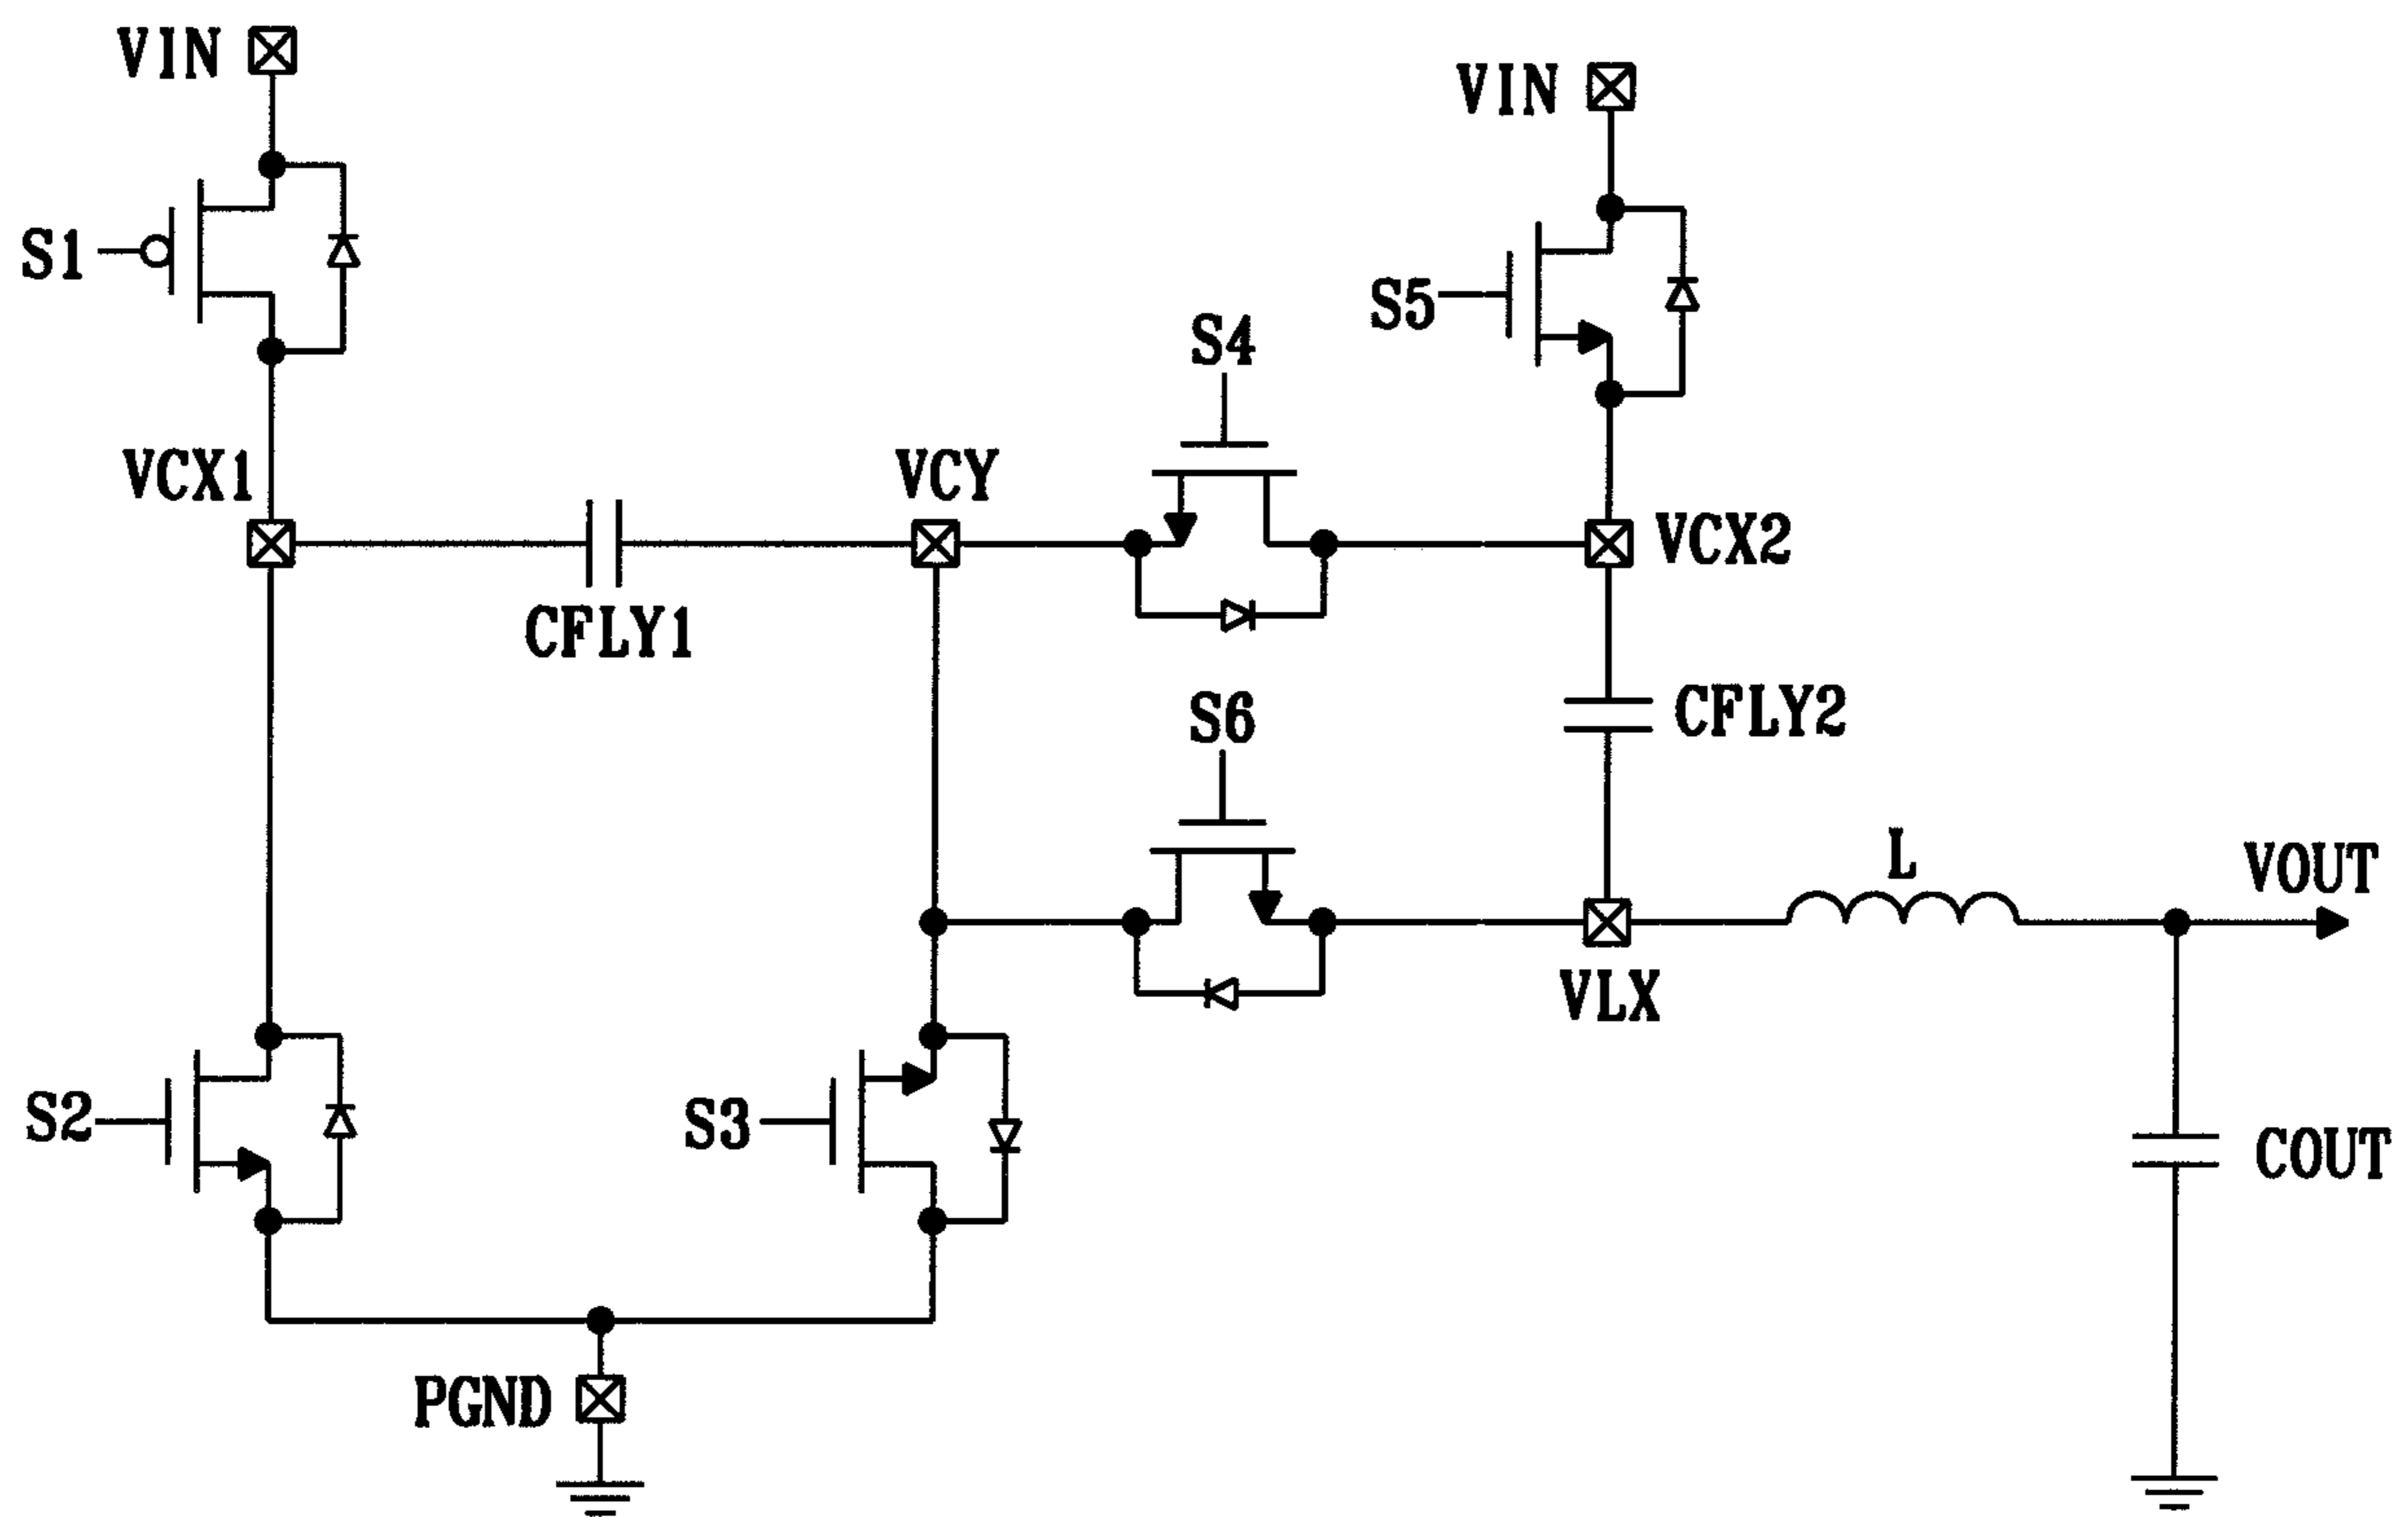 VIN
VIN
S1
S5
S4
VCX1
VCY
VCX2
CFLY1
CFLY2
S6
L
VOUT
VLX
S2
S3
COUT
PGND